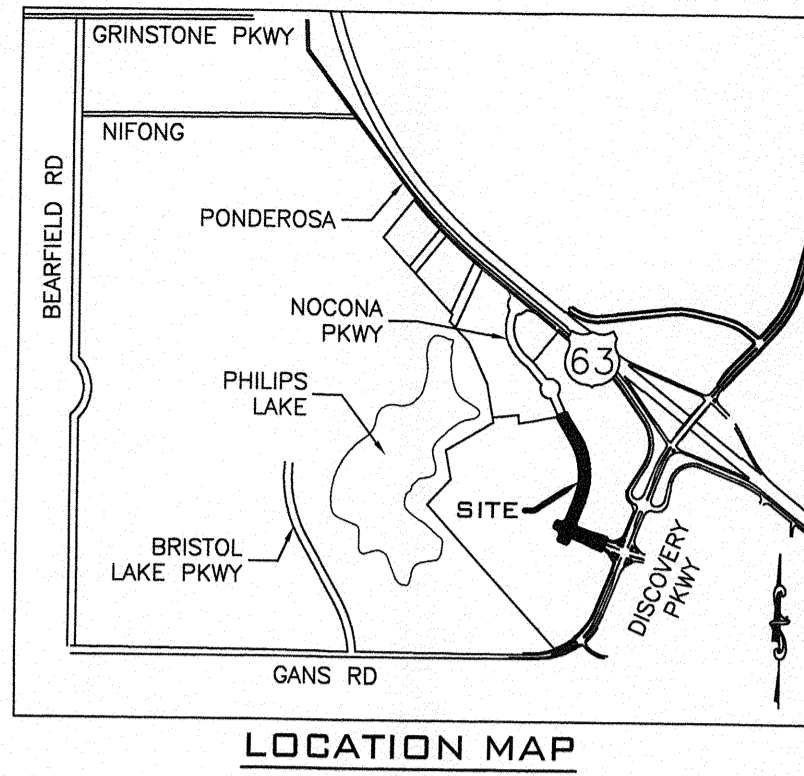 GRINSTONE PKWY
NIFONG
BEARFIELD RD
PONDEROSA
NOCONA
PKWY
63
PHILIPS
LAKE
SITE
BRISTOL
LAKE PKWY
DISCOVERY
PKWY
GANS RD
LOCATION MAP